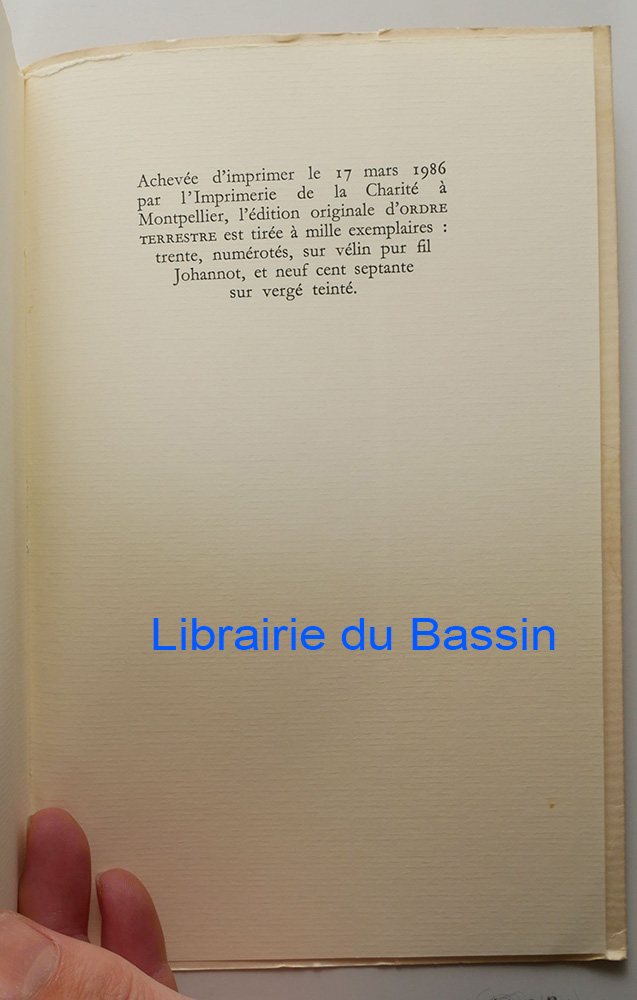 Achevée d'imprimer le 17 mars 1986
par l'Imprimerie de la Charité à
Montpellier, l'édition originale d'ORDRE
TERRESTRE est tirée à mille exemplaires :
trente, numérotés, sur vélin pur fil
Johannot, et neuf cent septante
sur vergé teinté.
Librairie du Bassin